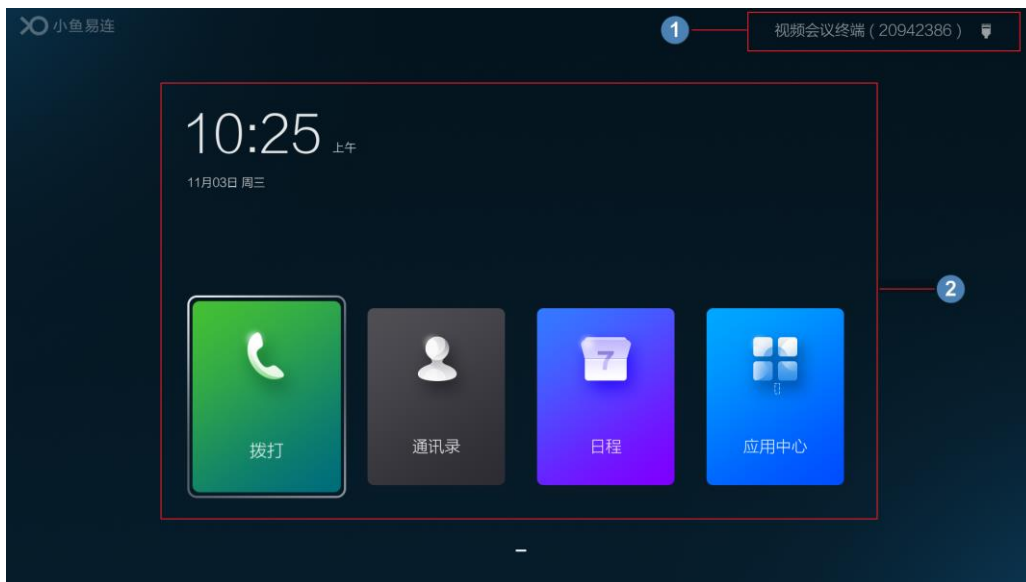 小鱼易连
1
视频会议终端 ( 20942386 )
10:25 上午
11月03日 周三
2
7
拨打
通讯录
日程
应用中心